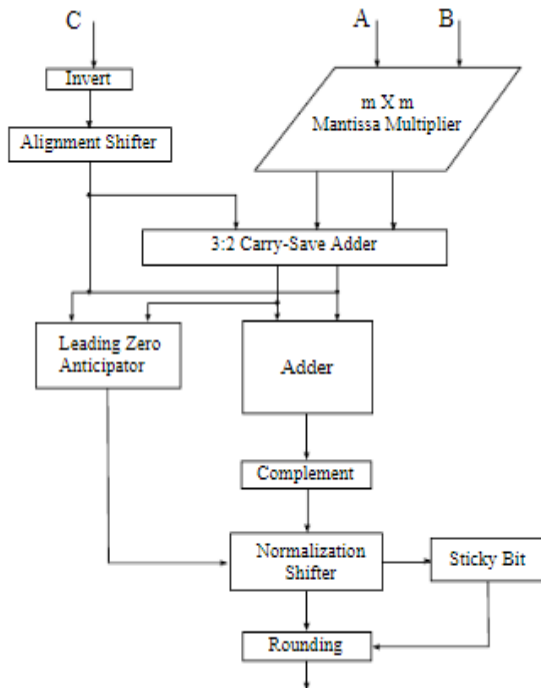 C
A
B
Invert
m X m
Mantissa Multiplier
Alignment Shifter
3:2 Carry-Save Adder
Leading Zero
Anticipator
Adder
Complement
Normalization
Shifter
Sticky Bit
Rounding